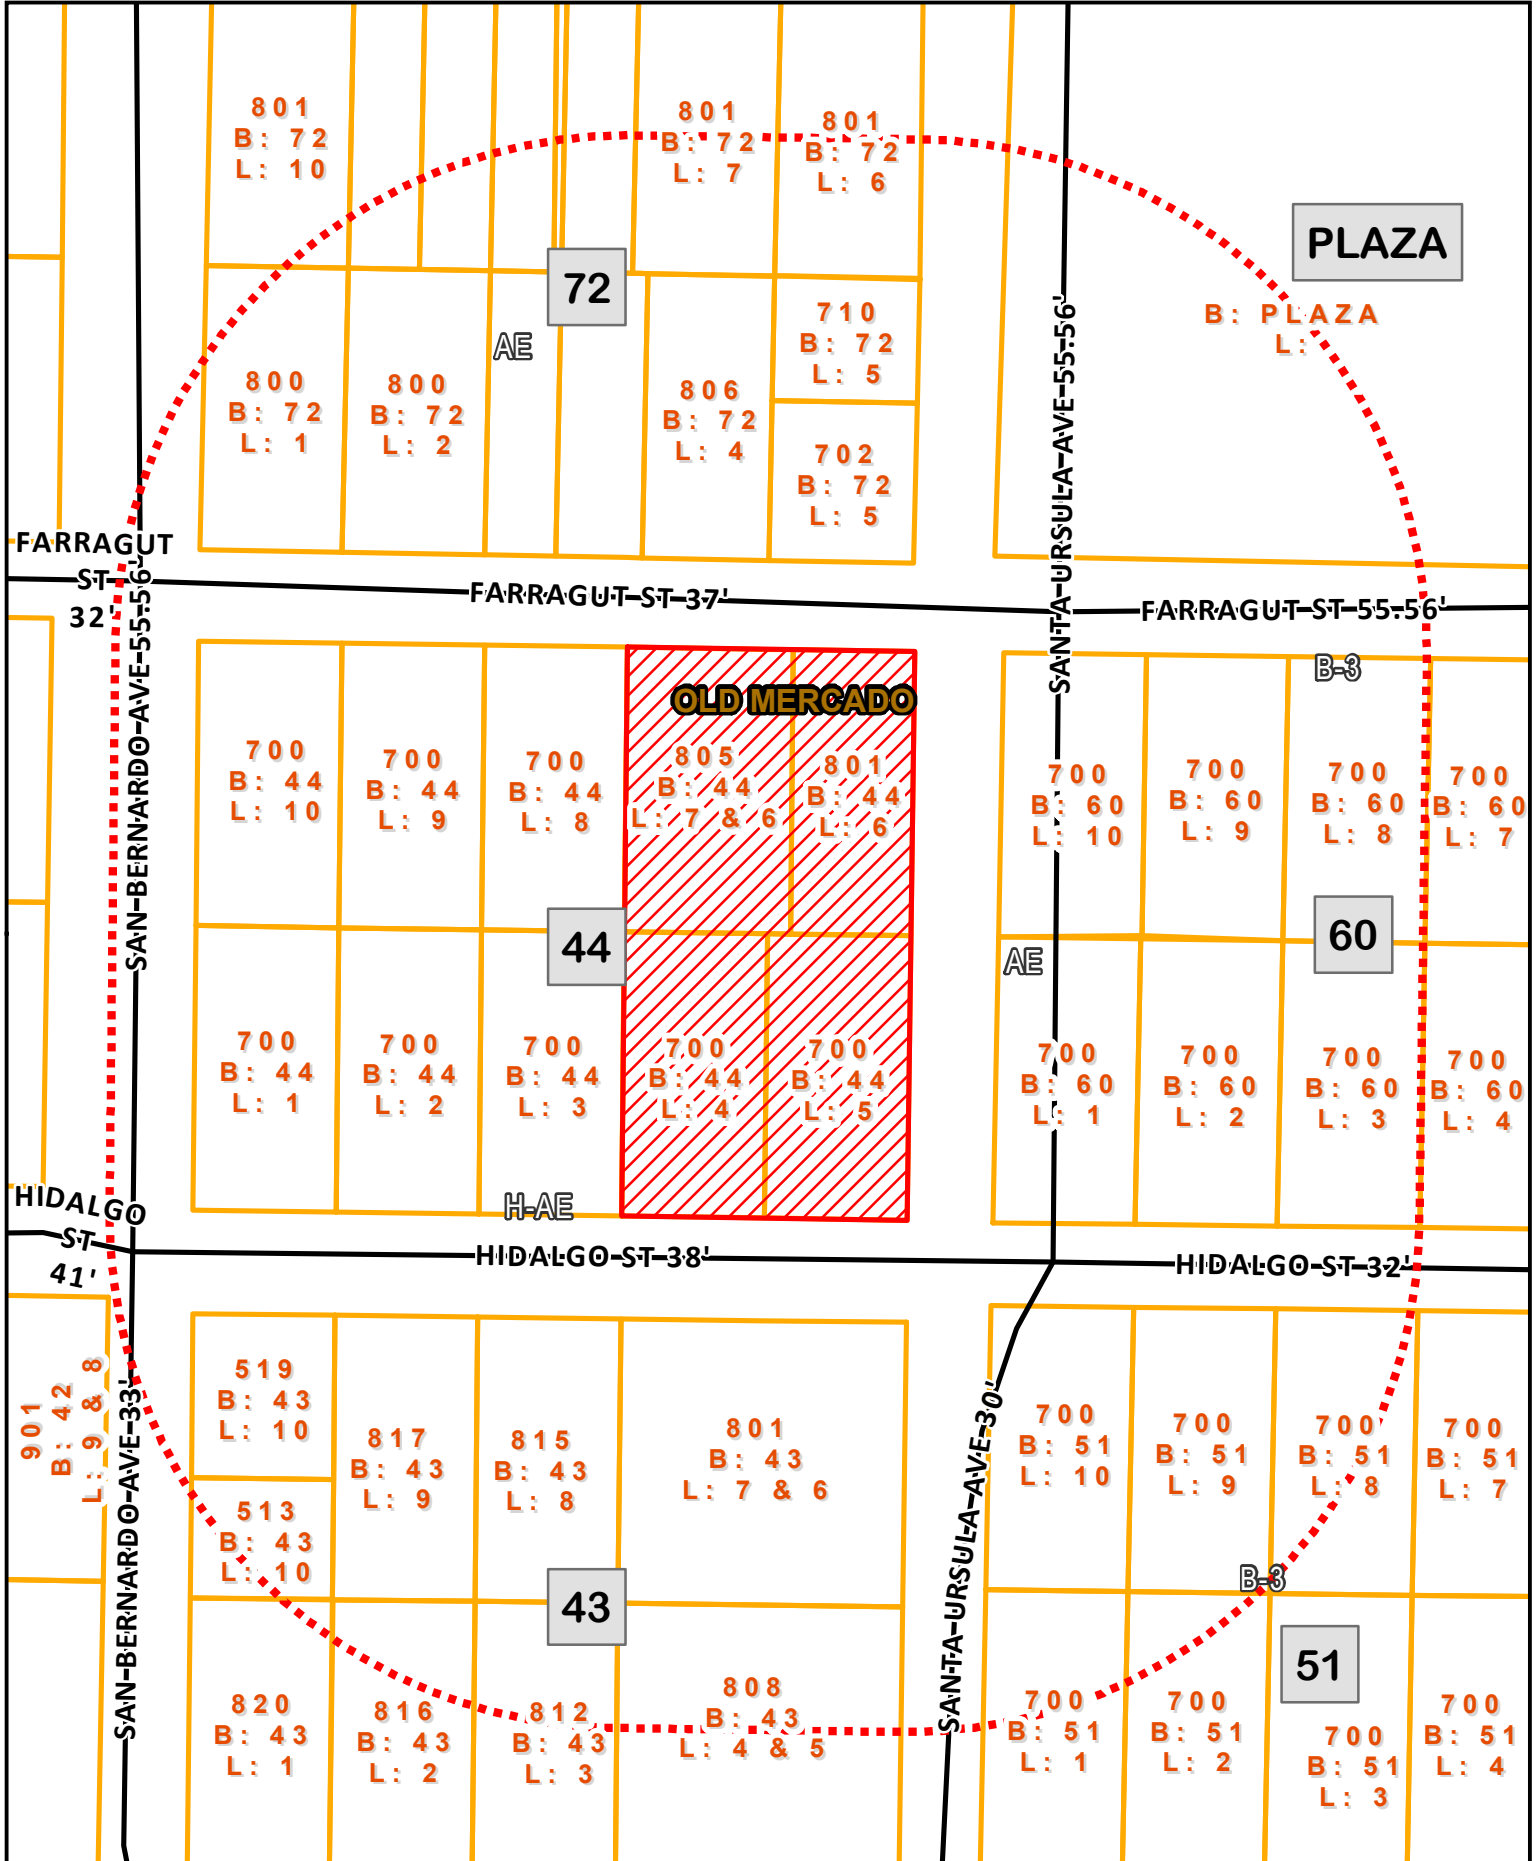 801
B: 72
L: 10
801
B: 72
L: 7
801
B: 72
L: 6
PLAZA
B: PLAZA
L:
72
AE
800
B: 72
L: 1
800
B: 72
L: 2
806
B: 72
L: 4
710
B: 72
L: 5
702
B: 72
L: 5
FARRAGUT
ST
32'
FARRAGUT ST 37'
FARRAGUT ST 55.56'
SAN BERNARDO AVE 55.56'
SANTA URSULA AVE 55.56'
B-3
OLD MERCADO
700
B: 44
L: 10
700
B: 44
L: 9
700
B: 44
L: 8
805
B: 44
L: 7 & 6
801
B: 44
L: 6
700
B: 60
L: 10
700
B: 60
L: 9
700
B: 60
L: 8
700
B: 60
L: 7
44
60
AE
700
B: 44
L: 1
700
B: 44
L: 2
700
B: 44
L: 3
700
B: 44
L: 4
700
B: 44
L: 5
700
B: 60
L: 1
700
B: 60
L: 2
700
B: 60
L: 3
700
B: 60
L: 4
H-AE
HIDALGO
ST
41'
HIDALGO ST 38'
HIDALGO ST 32'
901
B: 42
L: 9 & 8
SAN BERNARDO AVE 33'
SANTA URSULA AVE 30'
519
B: 43
L: 10
513
B: 43
L: 10
817
B: 43
L: 9
815
B: 43
L: 8
801
B: 43
L: 7 & 6
700
B: 51
L: 10
700
B: 51
L: 9
700
B: 51
L: 8
700
B: 51
L: 7
B-3
43
51
820
B: 43
L: 1
816
B: 43
L: 2
812
B: 43
L: 3
808
B: 43
L: 4 & 5
700
B: 51
L: 1
700
B: 51
L: 2
700
B: 51
L: 3
700
B: 51
L: 4